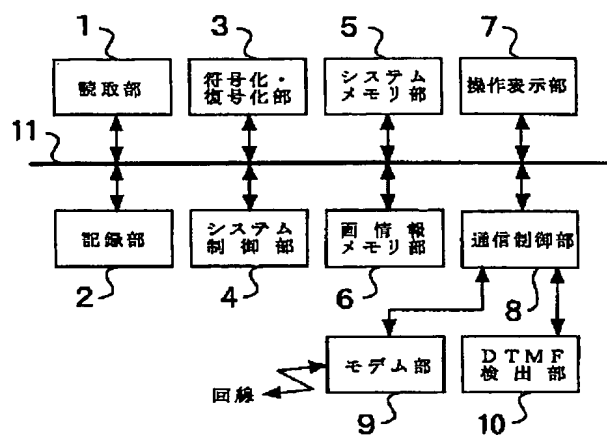 1
3
5
7
読取部
符号化・
復号化部
システム
メモリ部
操作表示部
11
記録部
システム
制御部
画情報
メモリ部
通信制御部
2
4
6
8
モデム部
DTMF
検出部
回線
9
10